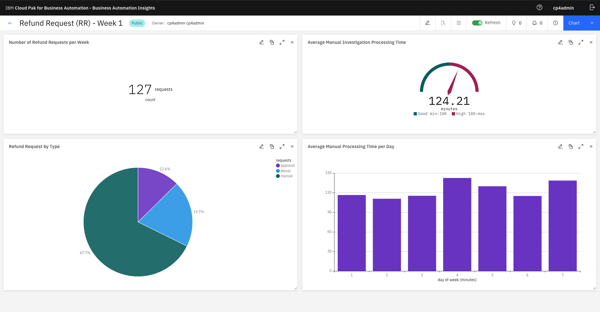 IBM Cloud Pak for Business Automation - Business Automation Insights
cp4admin
Refund Request (RR) - Week 1
Public
Owner: cp4admin cp4admin
Refresh
0
0
Chart +
Number of Refund Requests per Week
127 requests
count
Average Manual Investigation Processing Time
124.21
minutes
Good min-100
High 100-max
Refund Request by Type
requests
approval
denial
manual
12.6%
19.7%
67.7%
Average Manual Processing Time per Day
150
120
90
60
30
0
1 2 3 4 5 6 7
day of week (minutes)